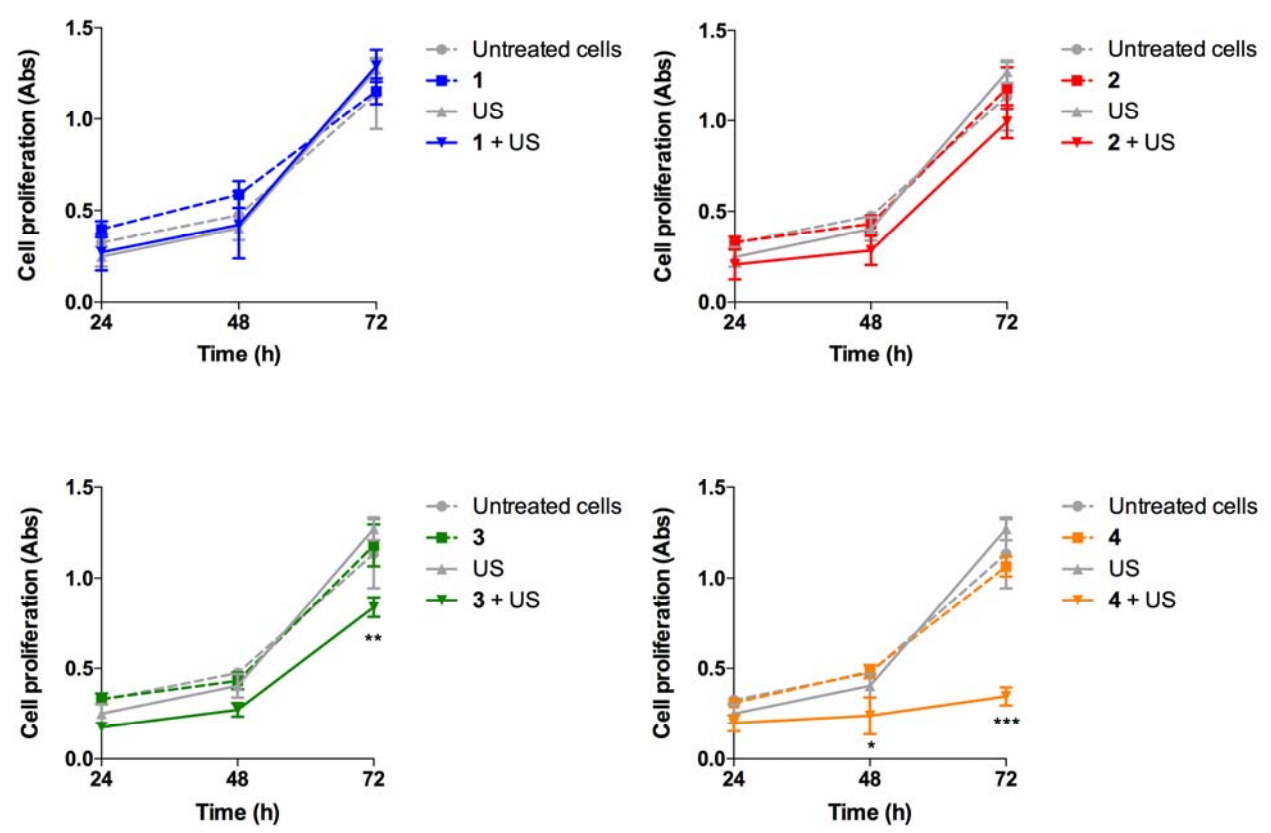 1.5
1.0
0.5
0.0
24 48 72
Cell proliferation (Abs)
Time (h)
Untreated cells
1
US
1 + US
1.5
1.0
0.5
0.0
24 48 72
Cell proliferation (Abs)
Time (h)
Untreated cells
2
US
2 + US
1.5
1.0
0.5
0.0
24 48 72
Cell proliferation (Abs)
Time (h)
Untreated cells
3
US
3 + US
**
1.5
1.0
0.5
0.0
24 48 72
Cell proliferation (Abs)
Time (h)
Untreated cells
4
US
4 + US
***
*